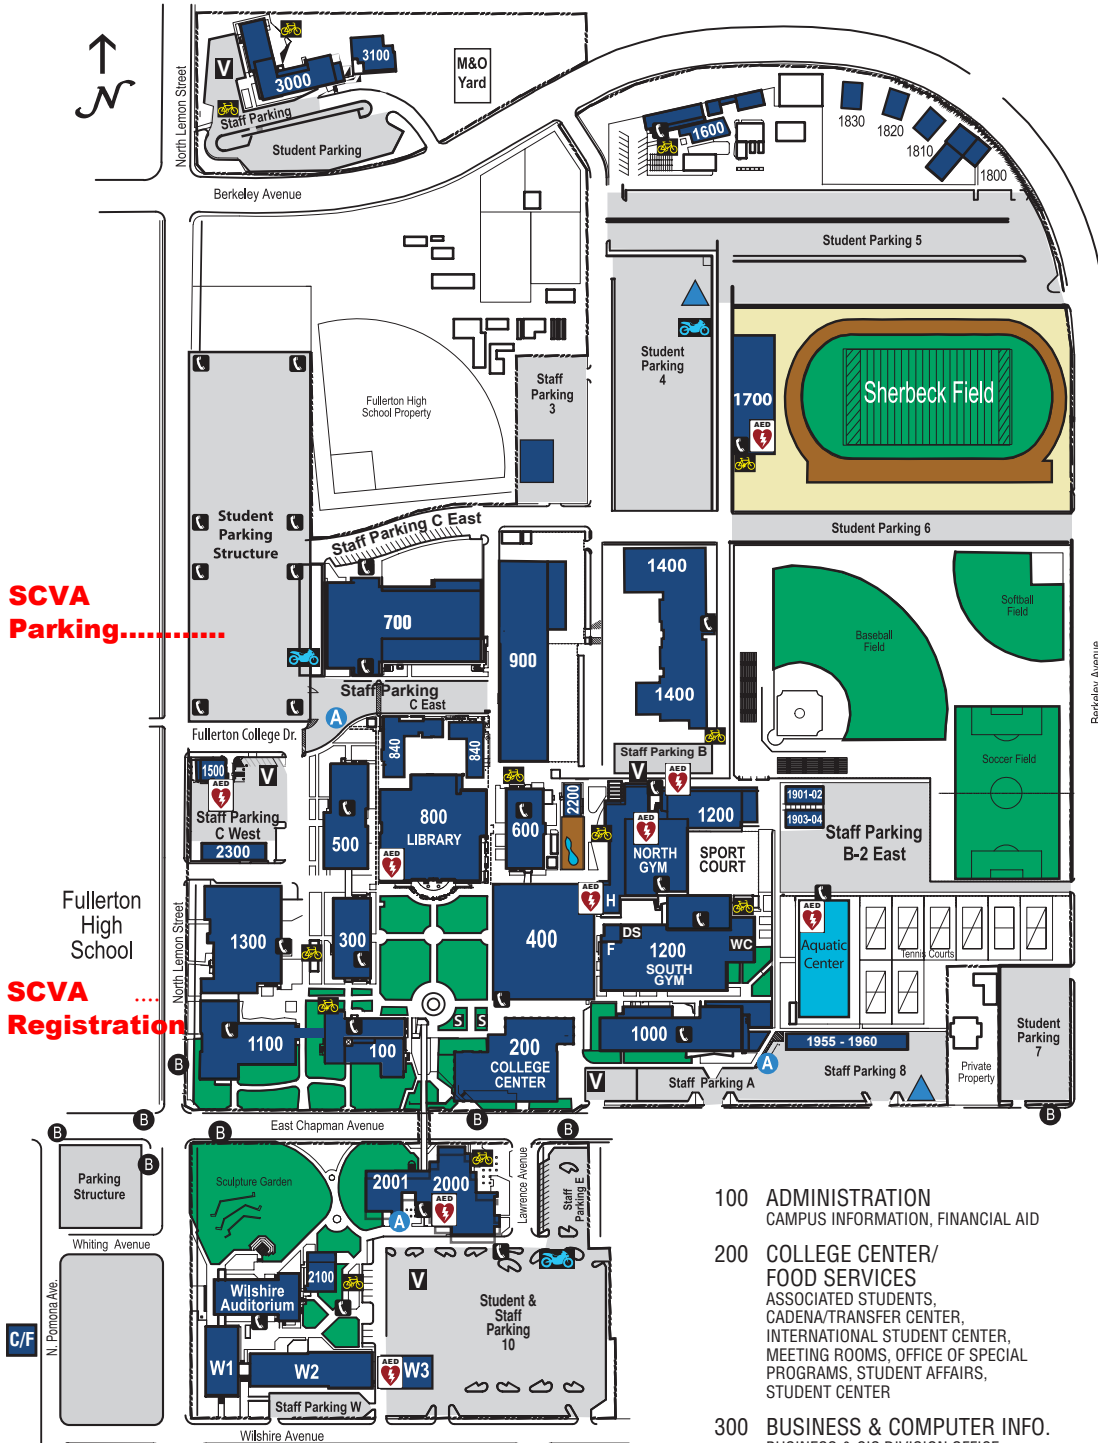 N
North Lemon Street
V
3000
3100
M&O
Yard
Staff Parking
Student Parking
Berkeley Avenue
1600
1830
1820
1810
1800
Student Parking 5
Student
Parking
4
Staff
Parking
3
Fullerton High
School Property
1700
AED
Sherbeck Field
Student Parking 6
Student
Parking
Structure
Staff Parking C East
SCVA
Parking............
700
900
1400
1400
Softball
Field
Baseball
Field
Berkeley Avenue
Staff Parking
C East
A
Fullerton College Dr.
840
840
Staff Parking B
V
AED
Soccer Field
1500
V
AED
Staff Parking
C West
2300
500
800
LIBRARY
AED
600
2200
1200
AED
NORTH
GYM
SPORT
COURT
1901-02
1903-04
Staff Parking
B-2 East
Fullerton
High
School
North Lemon Street
1300
300
400
AED
H
DS
F
1200
WC
SOUTH
GYM
AED
Aquatic
Center
Tennis Courts
SCVA ....
Registration
1100
100
S
S
200
COLLEGE
CENTER
1000
A
1955 - 1960
Student
Parking
7
Private
Property
V
Staff Parking A
Staff Parking 8
B
B
B
B
B
B
B
B
East Chapman Avenue
Parking
Structure
Whiting Avenue
N. Pomona Ave.
C/F
Sculpture Garden
2001
2000
AED
A
Lawrence Avenue
Staff
Parking E
2100
Wilshire
Auditorium
V
Student &
Staff
Parking
10
W1
W2
AED
W3
Staff Parking W
Wilshire Avenue
100 ADMINISTRATION
CAMPUS INFORMATION, FINANCIAL AID
200 COLLEGE CENTER/
FOOD SERVICES
ASSOCIATED STUDENTS,
CADENA/TRANSFER CENTER,
INTERNATIONAL STUDENT CENTER,
MEETING ROOMS, OFFICE OF SPECIAL
PROGRAMS, STUDENT AFFAIRS,
STUDENT CENTER
300 BUSINESS & COMPUTER INFO.